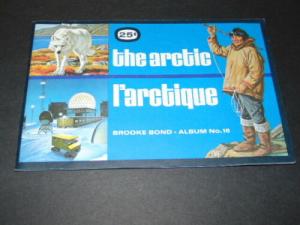 25¢
the arctic
l'arctique
BROOKE BOND - ALBUM No.16